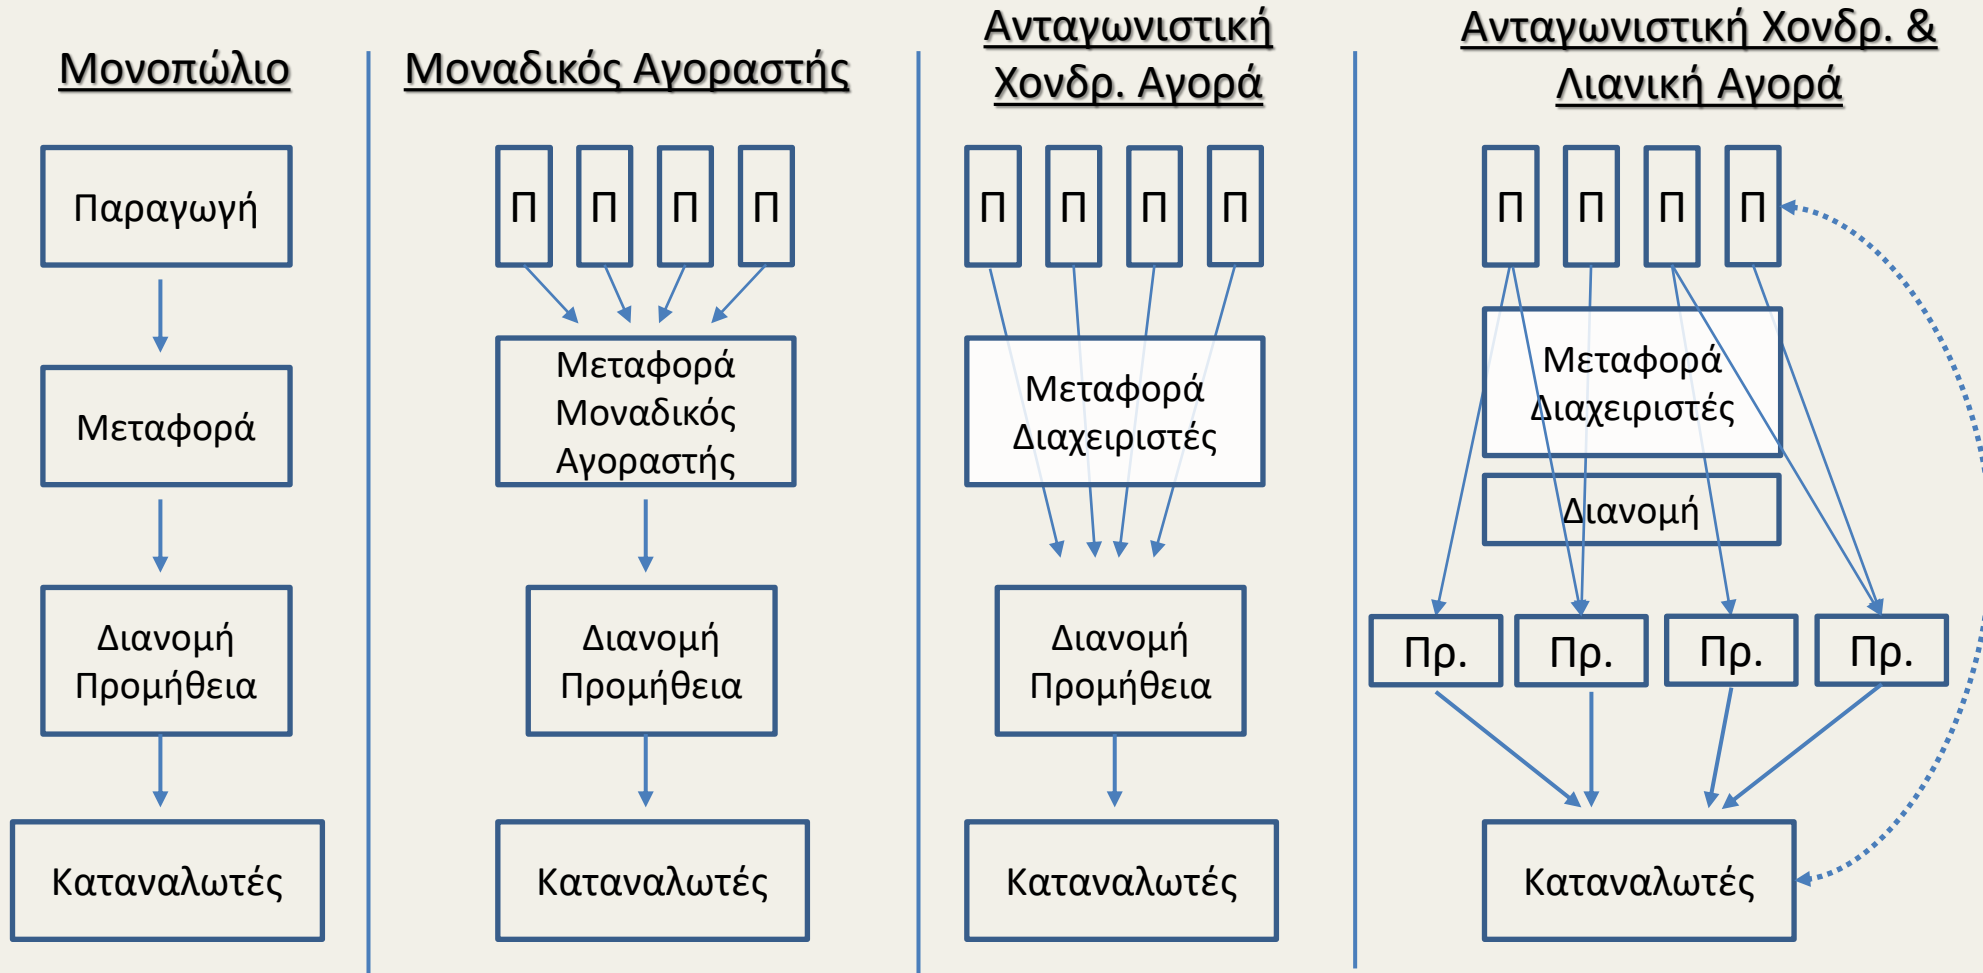 Μονοπώλιο
Παραγωγή
Μεταφορά
Διανομή
Προμήθεια
Καταναλωτές
Μοναδικός Αγοραστής
Π
Π
Π
Π
Μεταφορά
Μοναδικός
Αγοραστής
Διανομή
Προμήθεια
Καταναλωτές
Ανταγωνιστική
Χονδρ. Αγορά
Π
Π
Π
Π
Μεταφορά
Διαχειριστές
Διανομή
Προμήθεια
Καταναλωτές
Ανταγωνιστική Χονδρ. &
Λιανική Αγορά
Π
Π
Π
Π
Μεταφορά
Διαχειριστές
Διανομή
Πρ.
Πρ.
Πρ.
Πρ.
Καταναλωτές